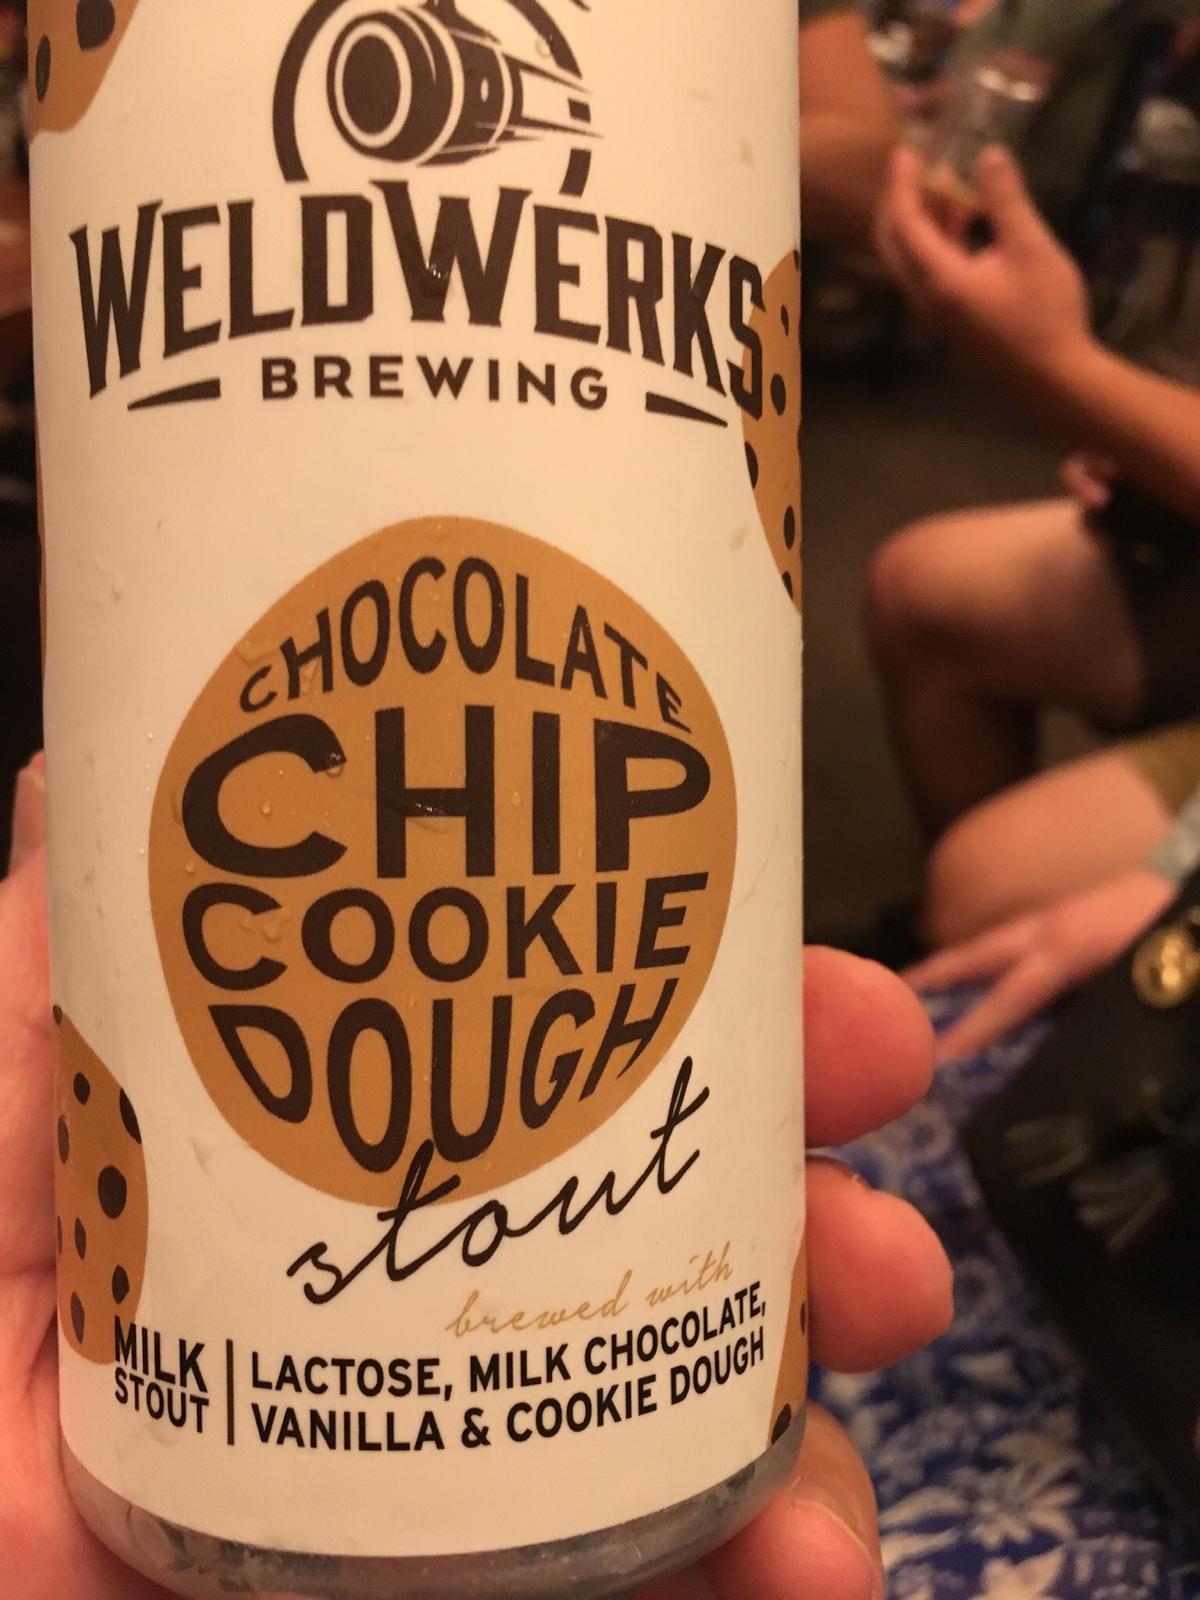 WELDWERKS
BREWING
CHOCOLATE
CHIP
COOKIE
DOUGH
stout
brewed with
MILK
STOUT
LACTOSE, MILK CHOCOLATE,
VANILLA & COOKIE DOUGH